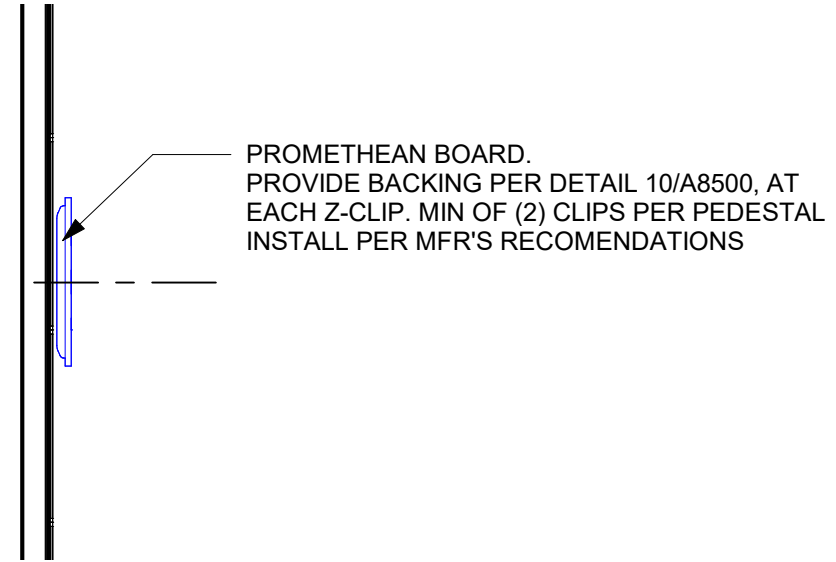 PROMETHEAN BOARD.
PROVIDE BACKING PER DETAIL 10/A8500, AT
EACH Z-CLIP. MIN OF (2) CLIPS PER PEDESTAL
INSTALL PER MFR'S RECOMENDATIONS